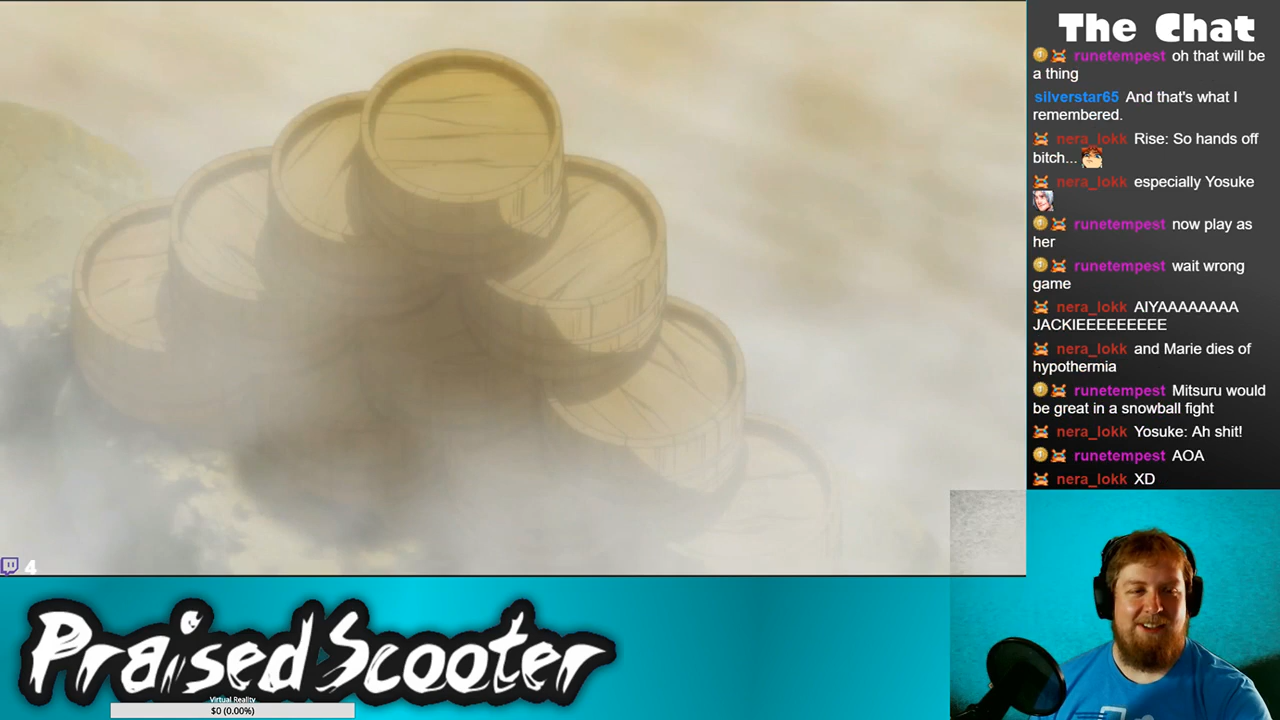 The Chat
runetempest oh that will be
a thing
silverstar65 And that's what I
remembered.
nera_lokk Rise: So hands off
bitch...
nera_lokk especially Yosuke
runetempest now play as
her
runetempest wait wrong
game
nera_lokk AIYAAAAAAAA
JACKIEEEEEEEEE
nera_lokk and Marie dies of
hypothermia
runetempest Mitsuru would
be great in a snowball fight
nera_lokk Yosuke: Ah shit!
runetempest AOA
nera_lokk XD
4
PraisedScooter
Virtual Reality
$0 (0.00%)